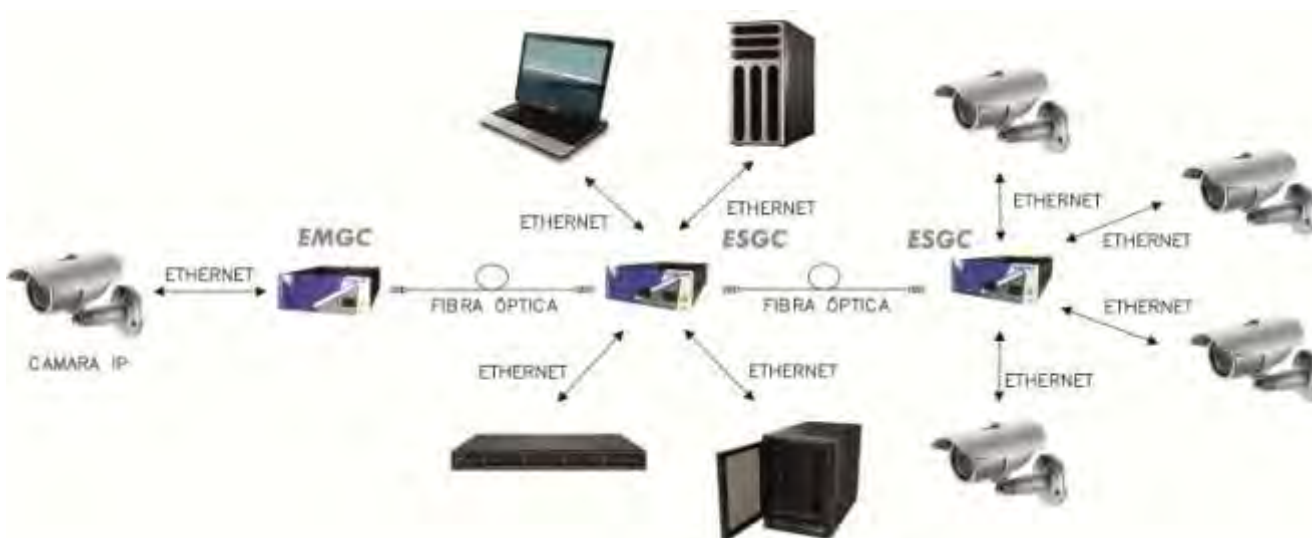 ETHERNET
ETHERNET
ETHERNET
EMGC
ESGC
ESGC
ETHERNET
ETHERNET
FIBRA ÓPTICA
FIBRA ÓPTICA
ETHERNET
CAMARA IP
ETHERNET
ETHERNET
ETHERNET